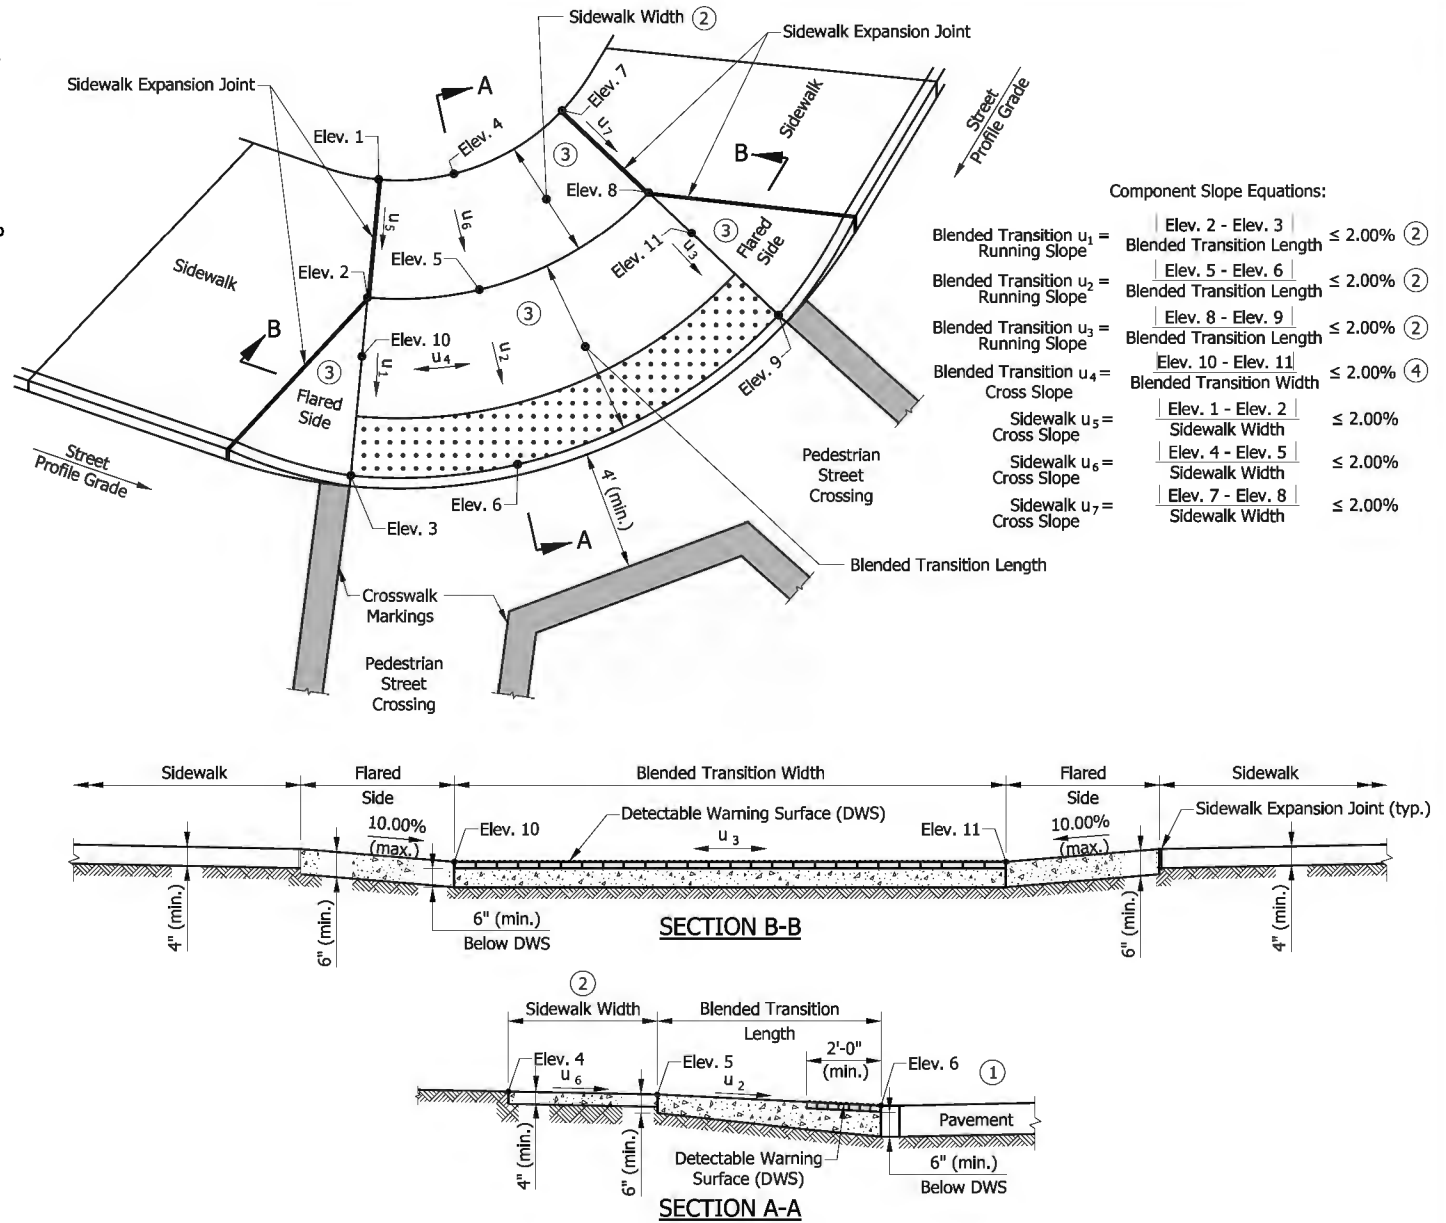 Sidewalk Width ②
Sidewalk Expansion Joint
Sidewalk Expansion Joint
A
Elev. 7
Elev. 4
Elev. 1
u7
Sidewalk
B
Street
Profile Grade
③
Elev. 8
u5
u6
Elev. 5
Elev. 11
u3
③
Flared
Side
Sidewalk
Elev. 2
B
③
Elev. 10
u4
u2
u1
③
Flared
Side
Elev. 9
Street
Profile Grade
Pedestrian
Street
Crossing
Elev. 6
4' (min.)
Elev. 3
A
Blended Transition Length
Crosswalk
Markings
Pedestrian
Street
Crossing
Component Slope Equations:
Blended Transition u1 = | Elev. 2 - Elev. 3 | ≤ 2.00% ②
Running Slope Blended Transition Length
Blended Transition u2 = | Elev. 5 - Elev. 6 | ≤ 2.00% ②
Running Slope Blended Transition Length
Blended Transition u3 = | Elev. 8 - Elev. 9 | ≤ 2.00% ②
Running Slope Blended Transition Length
Blended Transition u4 = |Elev. 10 - Elev. 11| ≤ 2.00% ④
Cross Slope Blended Transition Width
Sidewalk u5 = | Elev. 1 - Elev. 2 | ≤ 2.00%
Cross Slope Sidewalk Width
Sidewalk u6 = | Elev. 4 - Elev. 5 | ≤ 2.00%
Cross Slope Sidewalk Width
Sidewalk u7 = | Elev. 7 - Elev. 8 | ≤ 2.00%
Cross Slope Sidewalk Width
Sidewalk Flared Blended Transition Width Flared Sidewalk
Side Side
Detectable Warning Surface (DWS)
Sidewalk Expansion Joint (typ.)
10.00%
(max.)
Elev. 10
u3
Elev. 11
10.00%
(max.)
4" (min.)
6" (min.)
6" (min.)
Below DWS
6" (min.)
4" (min.)
SECTION B-B
②
Sidewalk Width Blended Transition
Length
2'-0"
(min.)
Elev. 4
u6
Elev. 5
u2
Elev. 6
①
Pavement
4" (min.)
6" (min.)
Detectable Warning
Surface (DWS)
6" (min.)
Below DWS
SECTION A-A